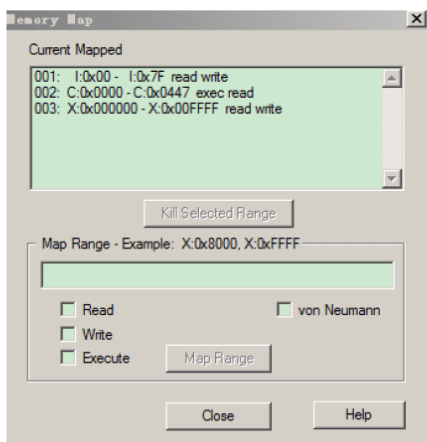 Memory Map
Current Mapped
001: I:0x00 - I:0x7F read write
002: C:0x0000 - C:0x0447 exec read
003: X:0x000000 - X:0x00FFFF read write
Kill Selected Range
Map Range - Example: X:0x8000, X:0xFFFF
Read
von Neumann
Write
Execute
Map Range
Close
Help